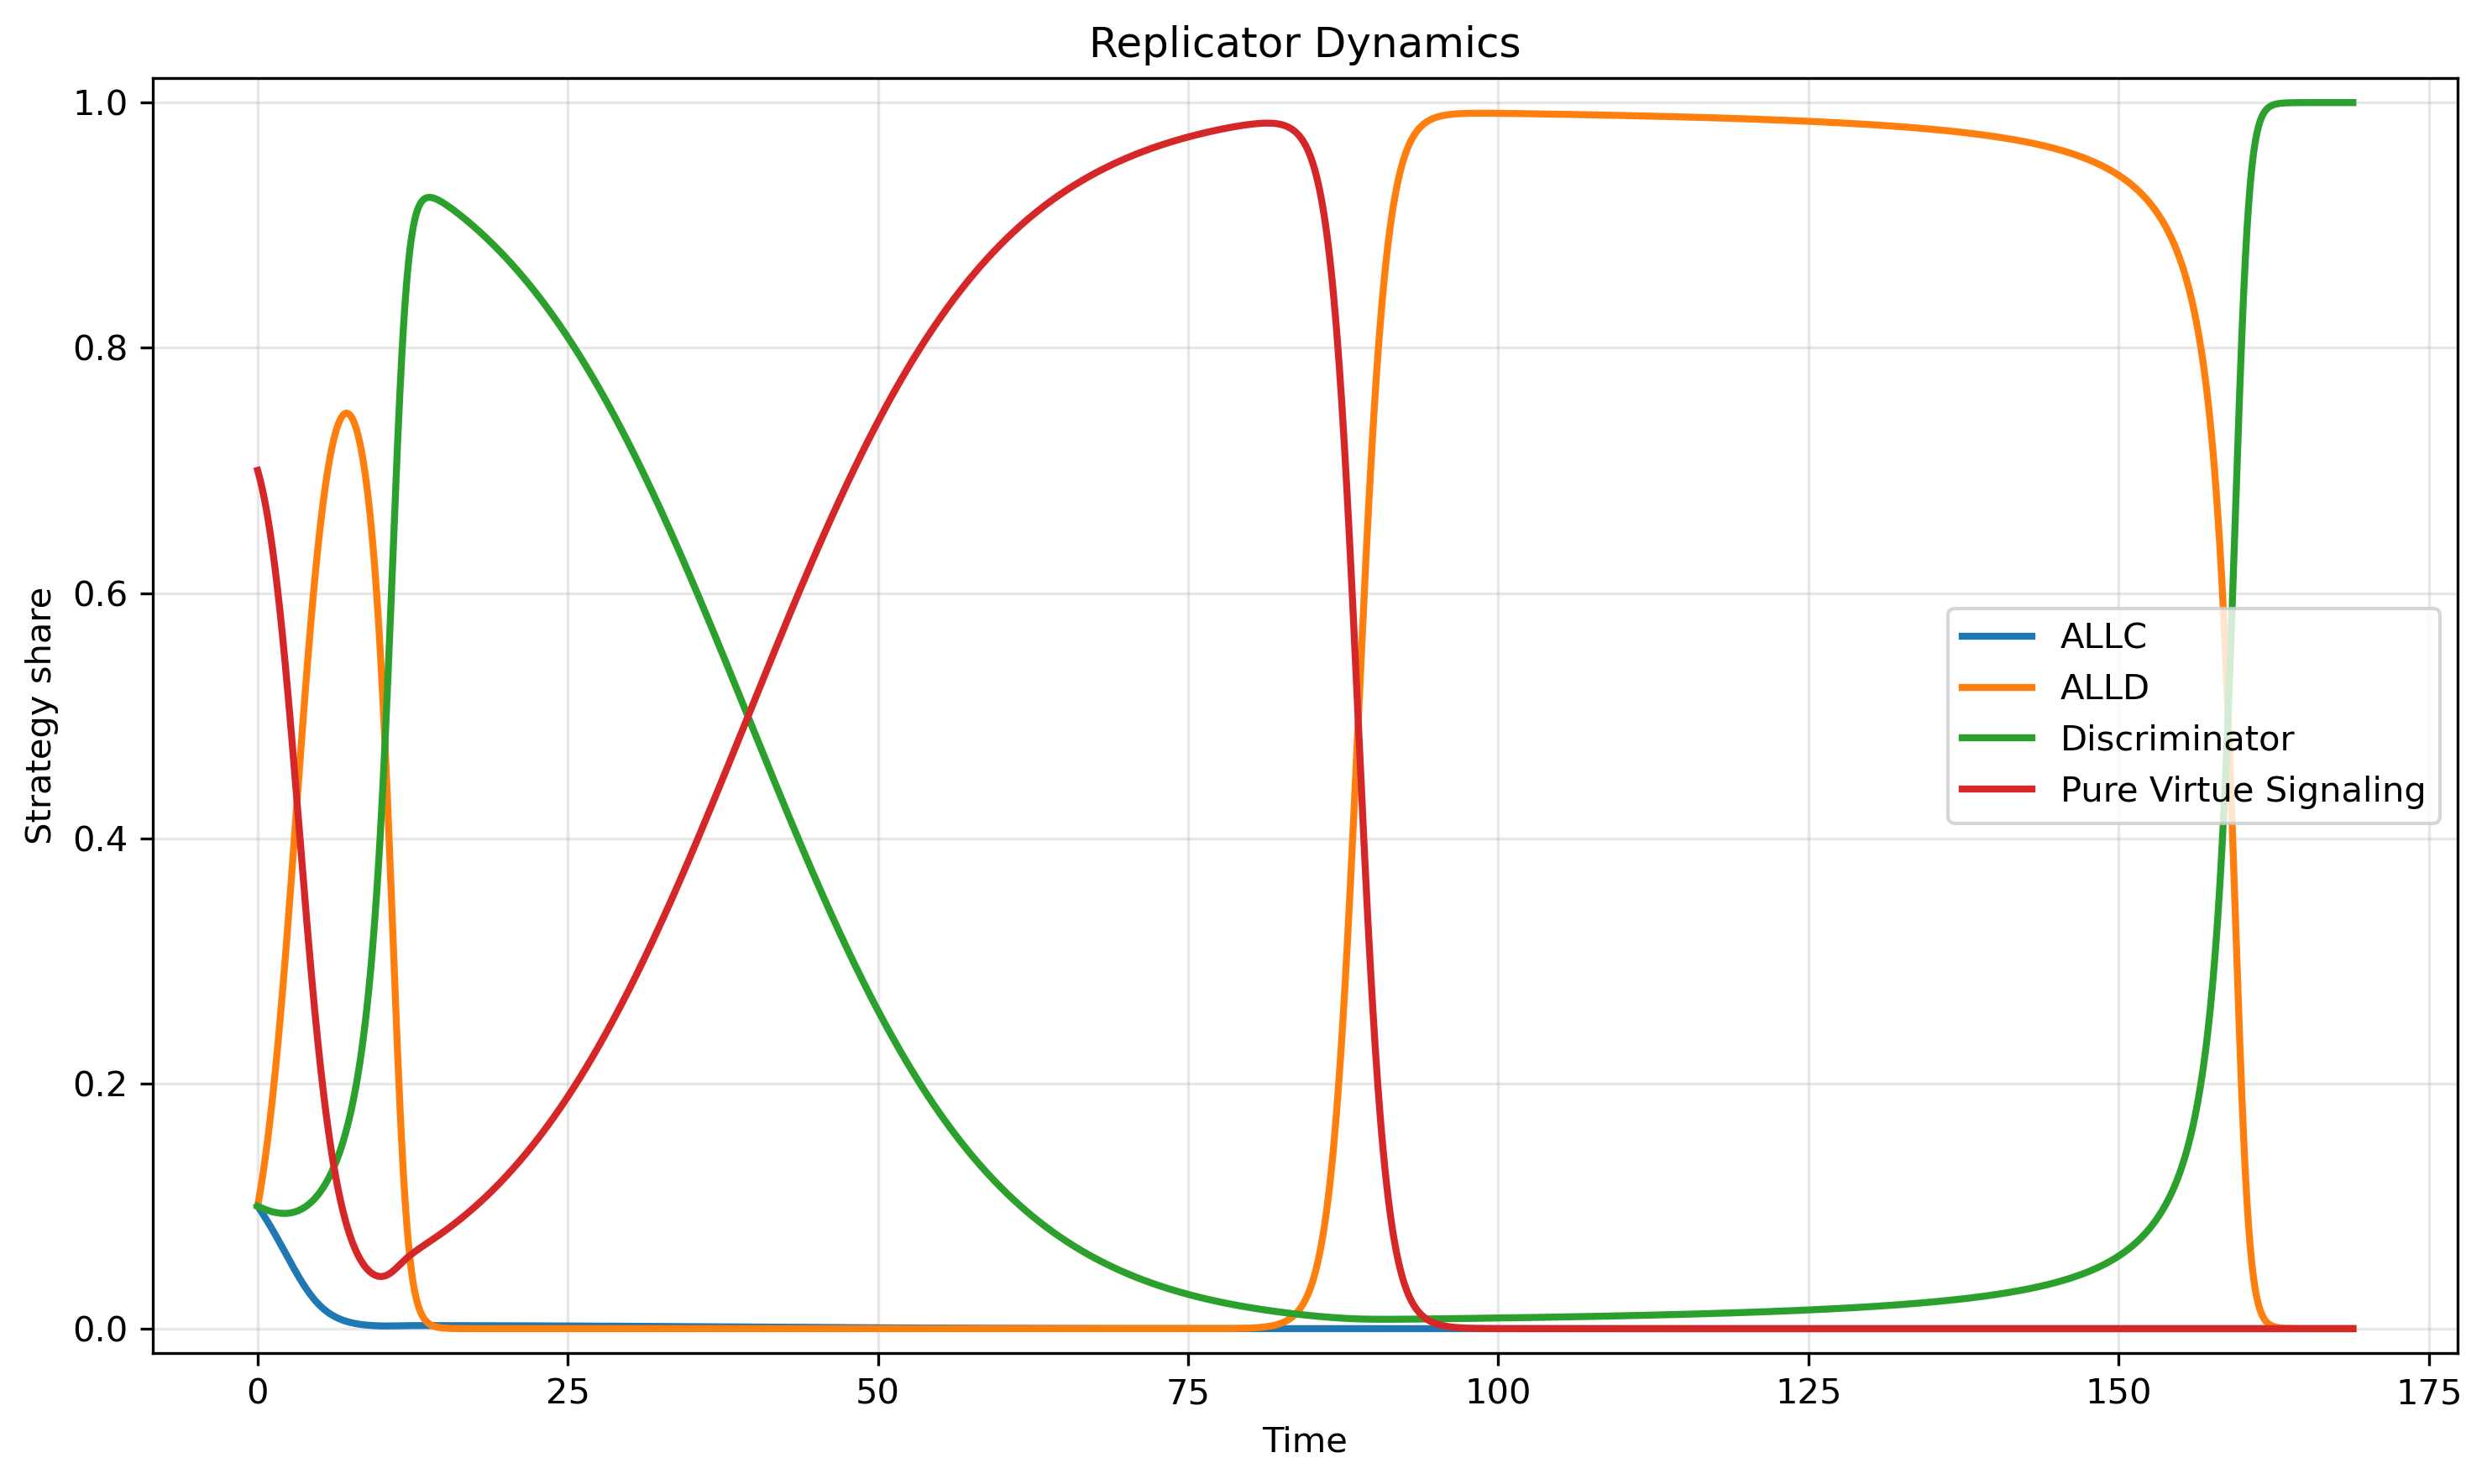 Replicator Dynamics
Strategy share
1.0
0.8
0.6
0.4
0.2
0.0
ALLC
ALLD
Discriminator
Pure Virtue Signaling
0 25 50 75 100 125 150 175
Time